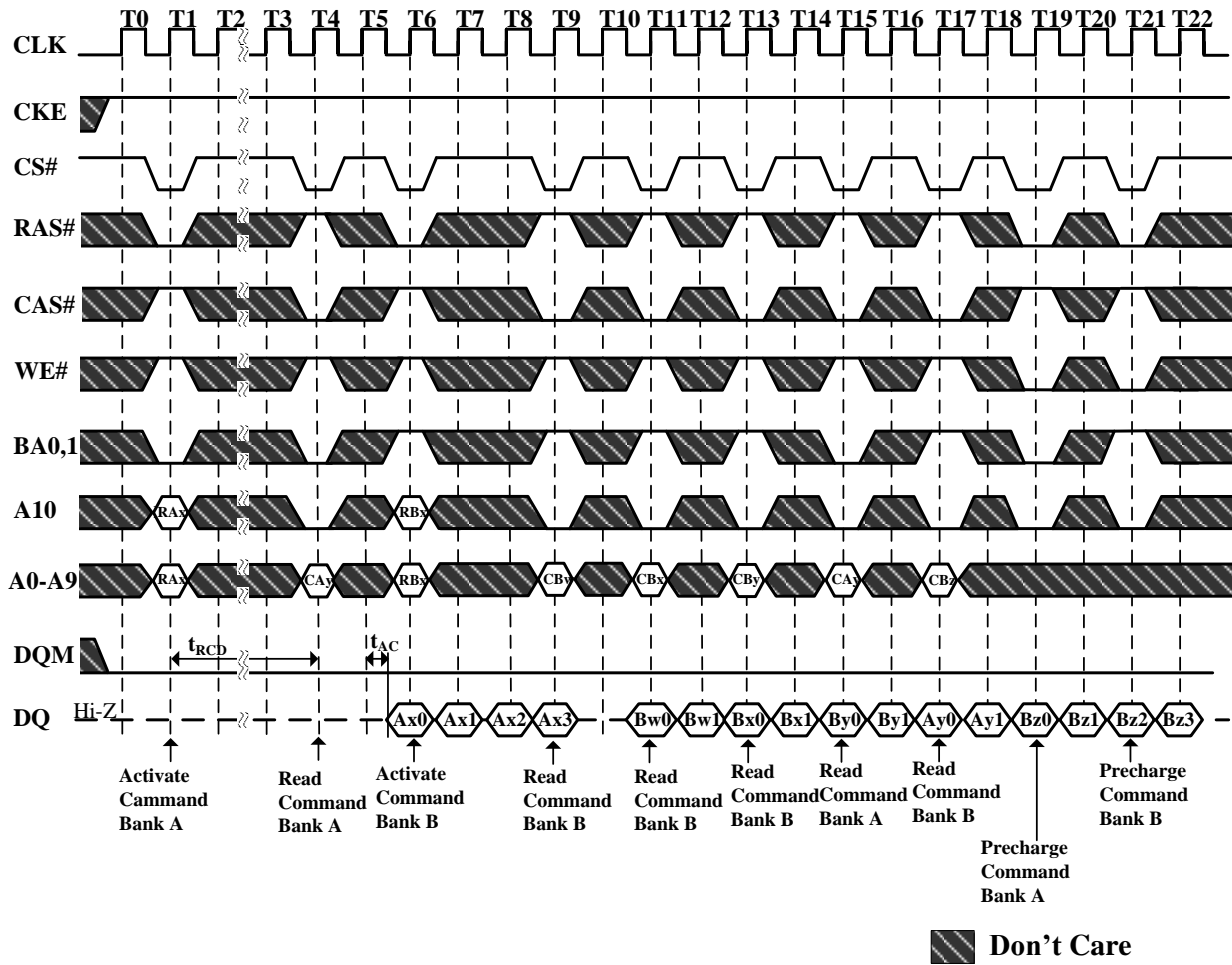 T0 T1 T2 T3 T4 T5 T6 T7 T8 T9 T10 T11 T12 T13 T14 T15 T16 T17 T18 T19 T20 T21 T22
CLK
CKE
CS#
RAS#
CAS#
WE#
BA0,1
A10 RAx RBx
A0-A9 RAx CAy RBx CBw CBx CBy CAy CBz
DQM tRCD tAC
DQ Hi-Z Ax0 Ax1 Ax2 Ax3 Bw0 Bw1 Bx0 Bx1 By0 By1 Ay0 Ay1 Bz0 Bz1 Bz2 Bz3
Activate
Cammand
Bank A
Read
Command
Bank A
Activate
Command
Bank B
Read
Command
Bank B
Read
Command
Bank B
Read
Command
Bank B
Read
Command
Bank A
Read
Command
Bank B
Precharge
Command
Bank A
Precharge
Command
Bank B
Don't Care